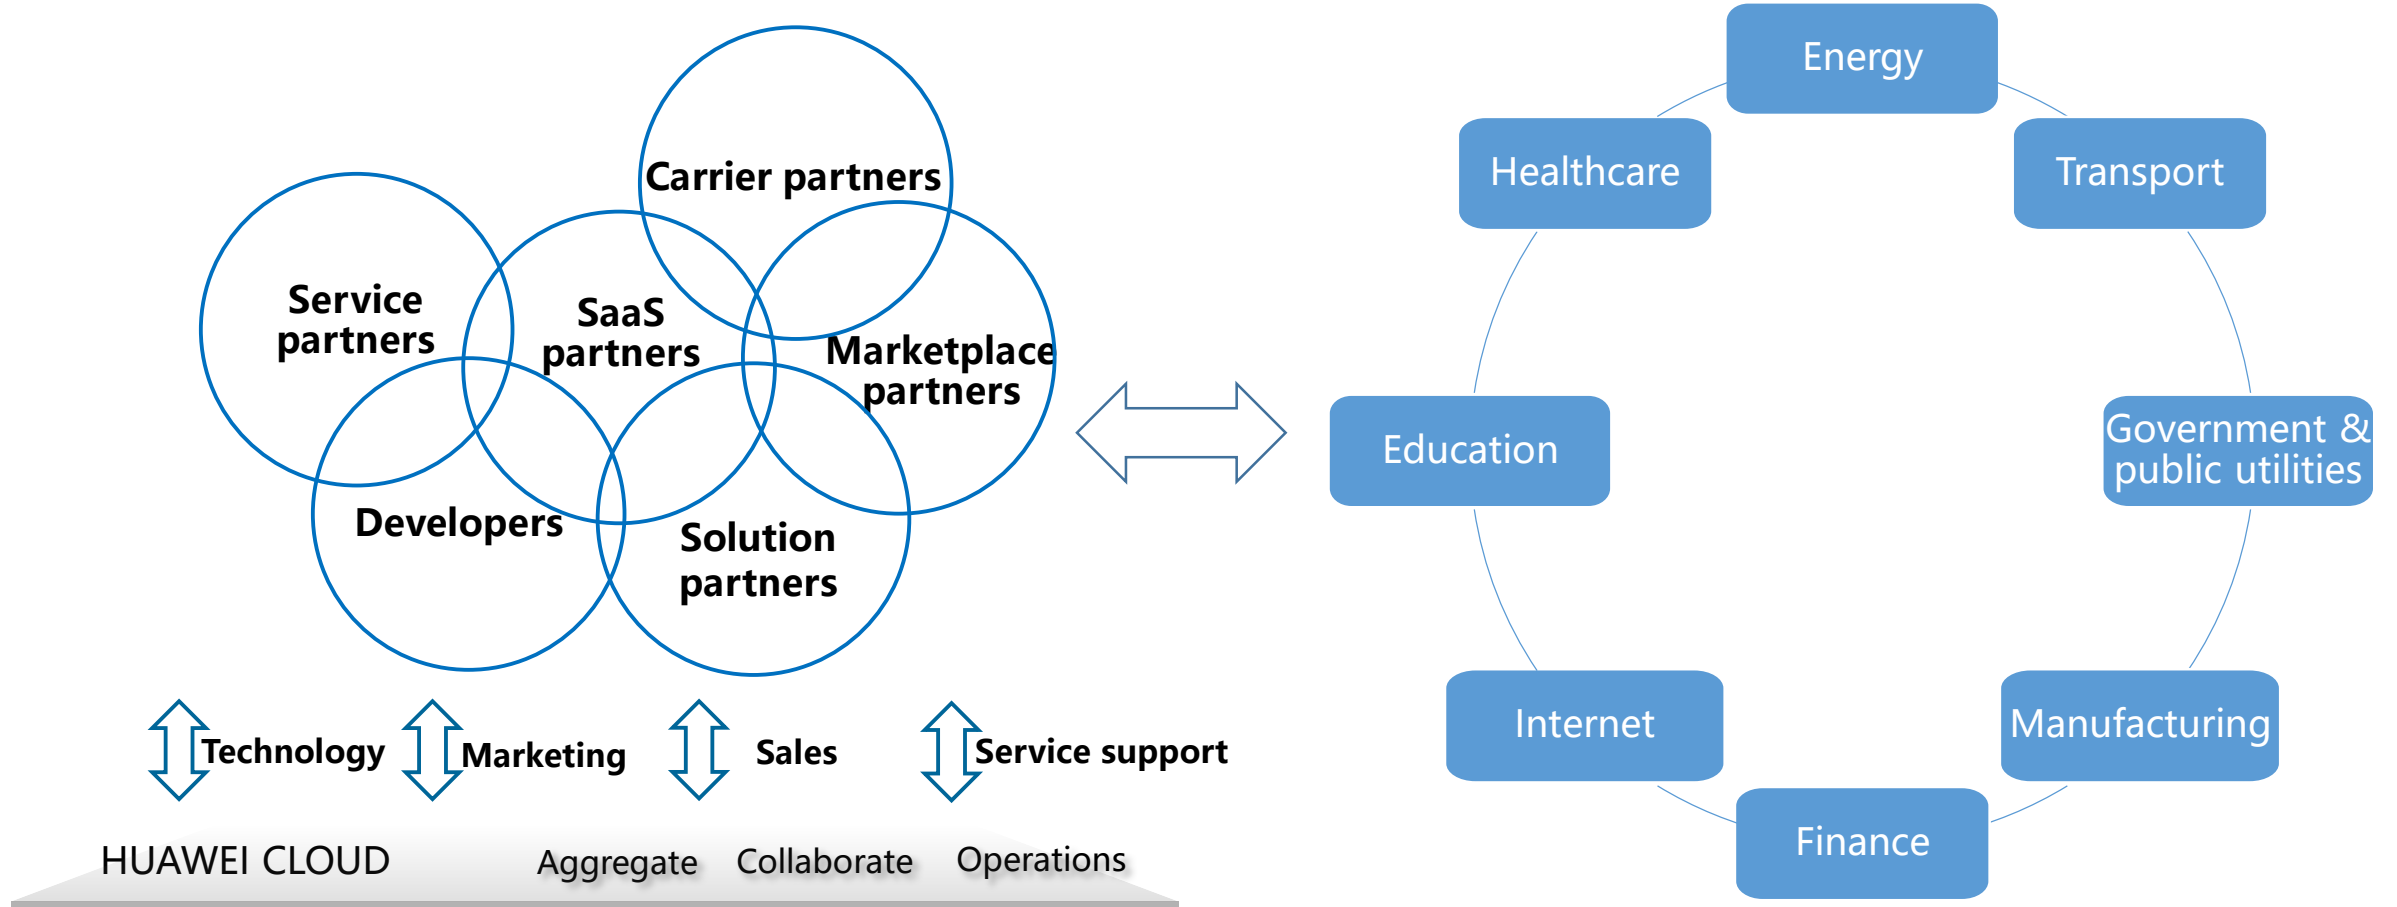 Carrier partners
Service
partners
SaaS
partners
Marketplace
partners
Developers
Solution
partners
Technology
Marketing
Sales
Service support
HUAWEI CLOUD
Aggregate
Collaborate
Operations
Energy
Healthcare
Transport
Education
Government &
public utilities
Internet
Manufacturing
Finance